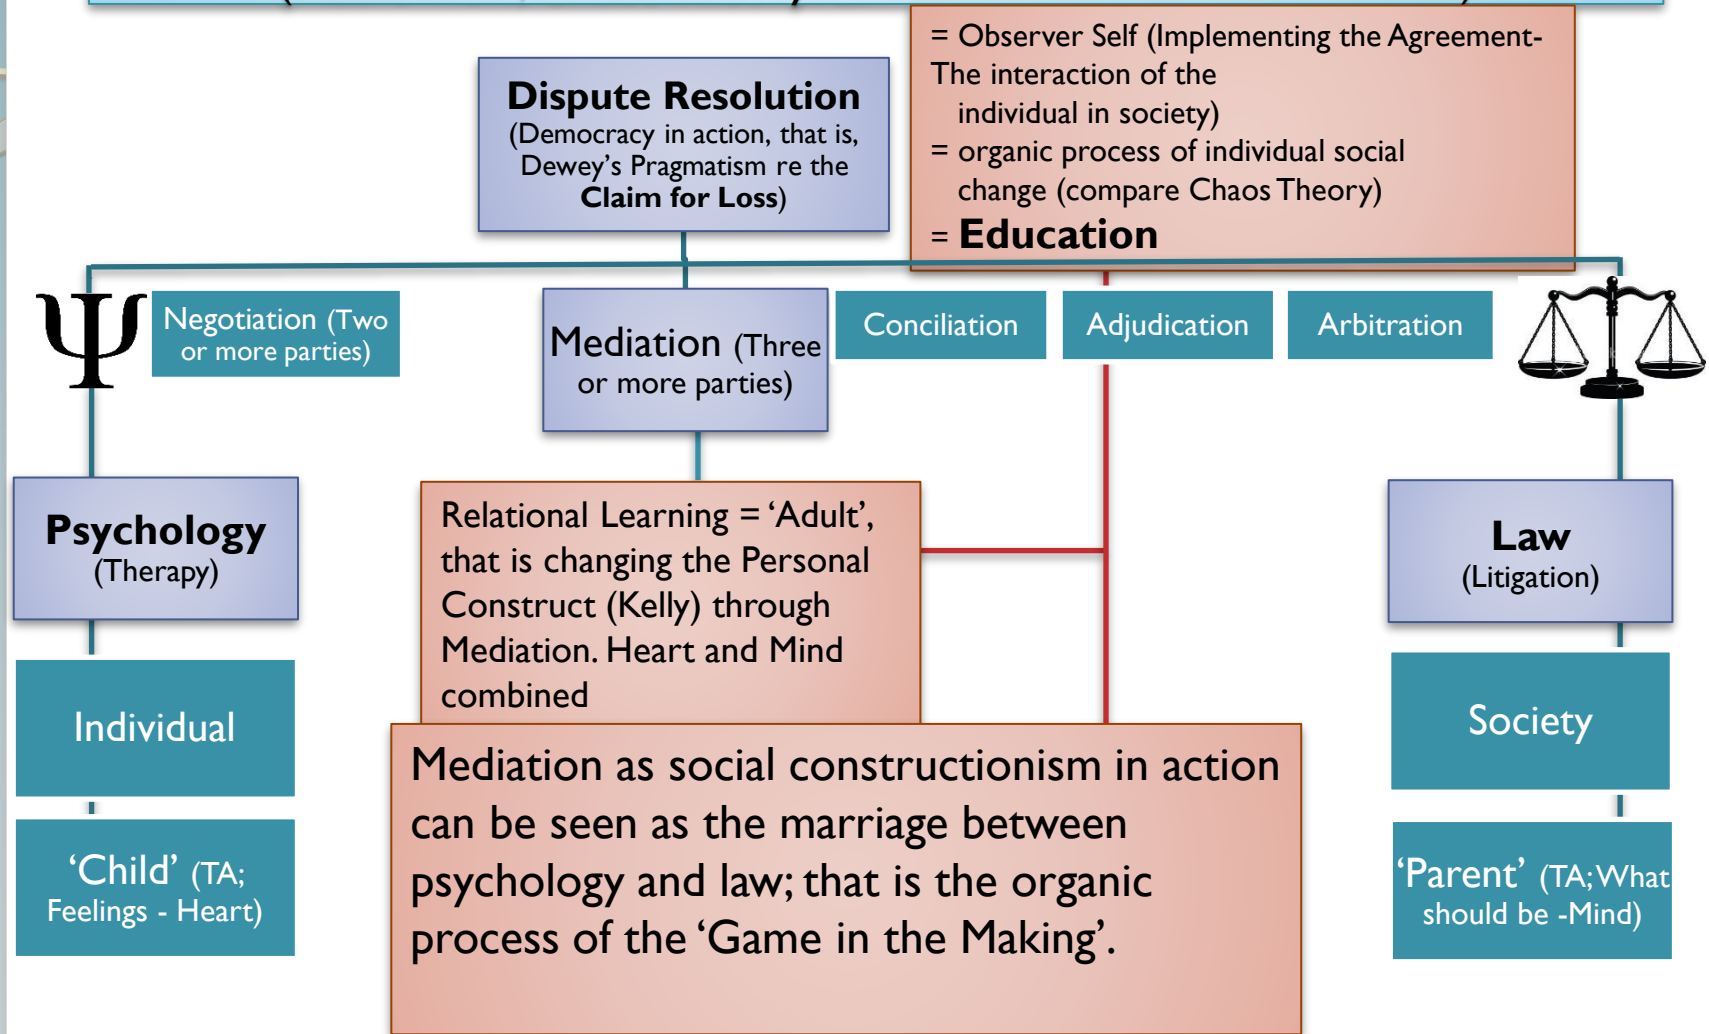 = Observer Self (Implementing the Agreement-
The interaction of the
individual in society)
= organic process of individual social
change (compare Chaos Theory)
= Education
Dispute Resolution
(Democracy in action, that is,
Dewey’s Pragmatism re the
Claim for Loss)
Ψ
Negotiation (Two
or more parties)
Mediation (Three
or more parties)
Conciliation
Adjudication
Arbitration
Psychology
(Therapy)
Relational Learning = ‘Adult’,
that is changing the Personal
Construct (Kelly) through
Mediation. Heart and Mind
combined
Law
(Litigation)
Individual
Society
‘Child’ (TA;
Feelings - Heart)
Mediation as social constructionism in action
can be seen as the marriage between
psychology and law; that is the organic
process of the ‘Game in the Making’.
‘Parent’ (TA; What
should be -Mind)